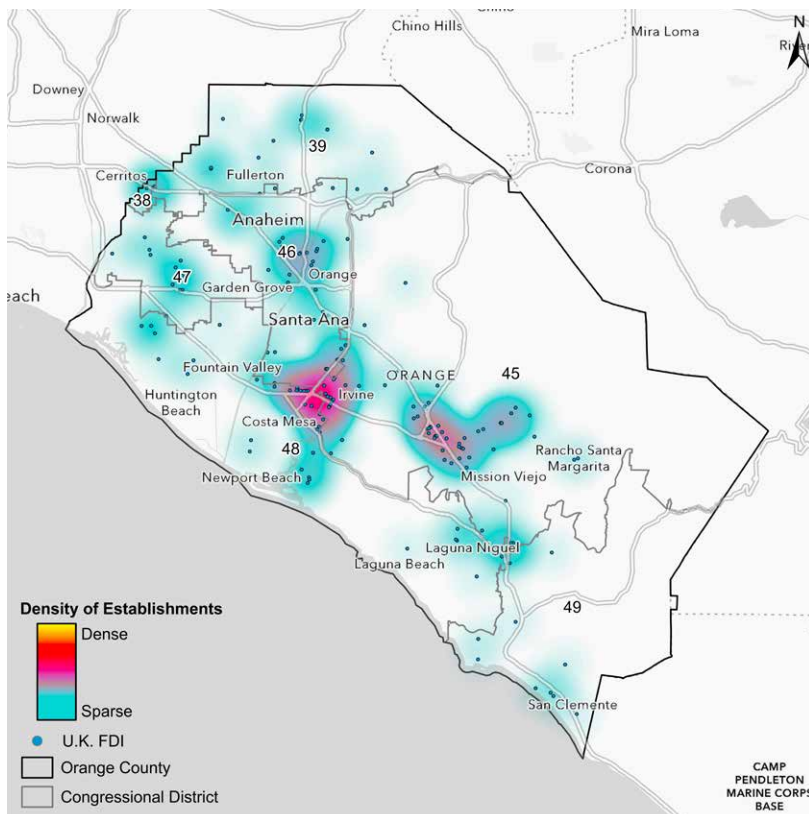 Chino
Chino Hills
Mira Loma
N
River
Downey
Norwalk
39
Corona
Cerritos
Fullerton
38
Anaheim
46
47
Orange
Garden Grove
each
Santa Ana
Fountain Valley
ORANGE
45
Huntington
Beach
Irvine
Costa Mesa
48
Rancho Santa
Margarita
Newport Beach
Mission Viejo
Laguna Niguel
Laguna Beach
49
San Clemente
Density of Establishments
Dense
Sparse
U.K. FDI
Orange County
Congressional District
CAMP
PENDLETON
MARINE CORPS
BASE